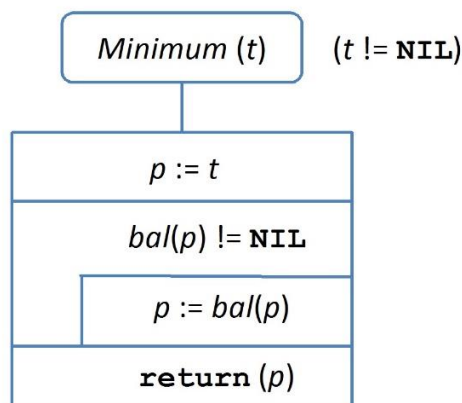 Minimum (t) (t != NIL)
p := t
bal(p) != NIL
p := bal(p)
return (p)